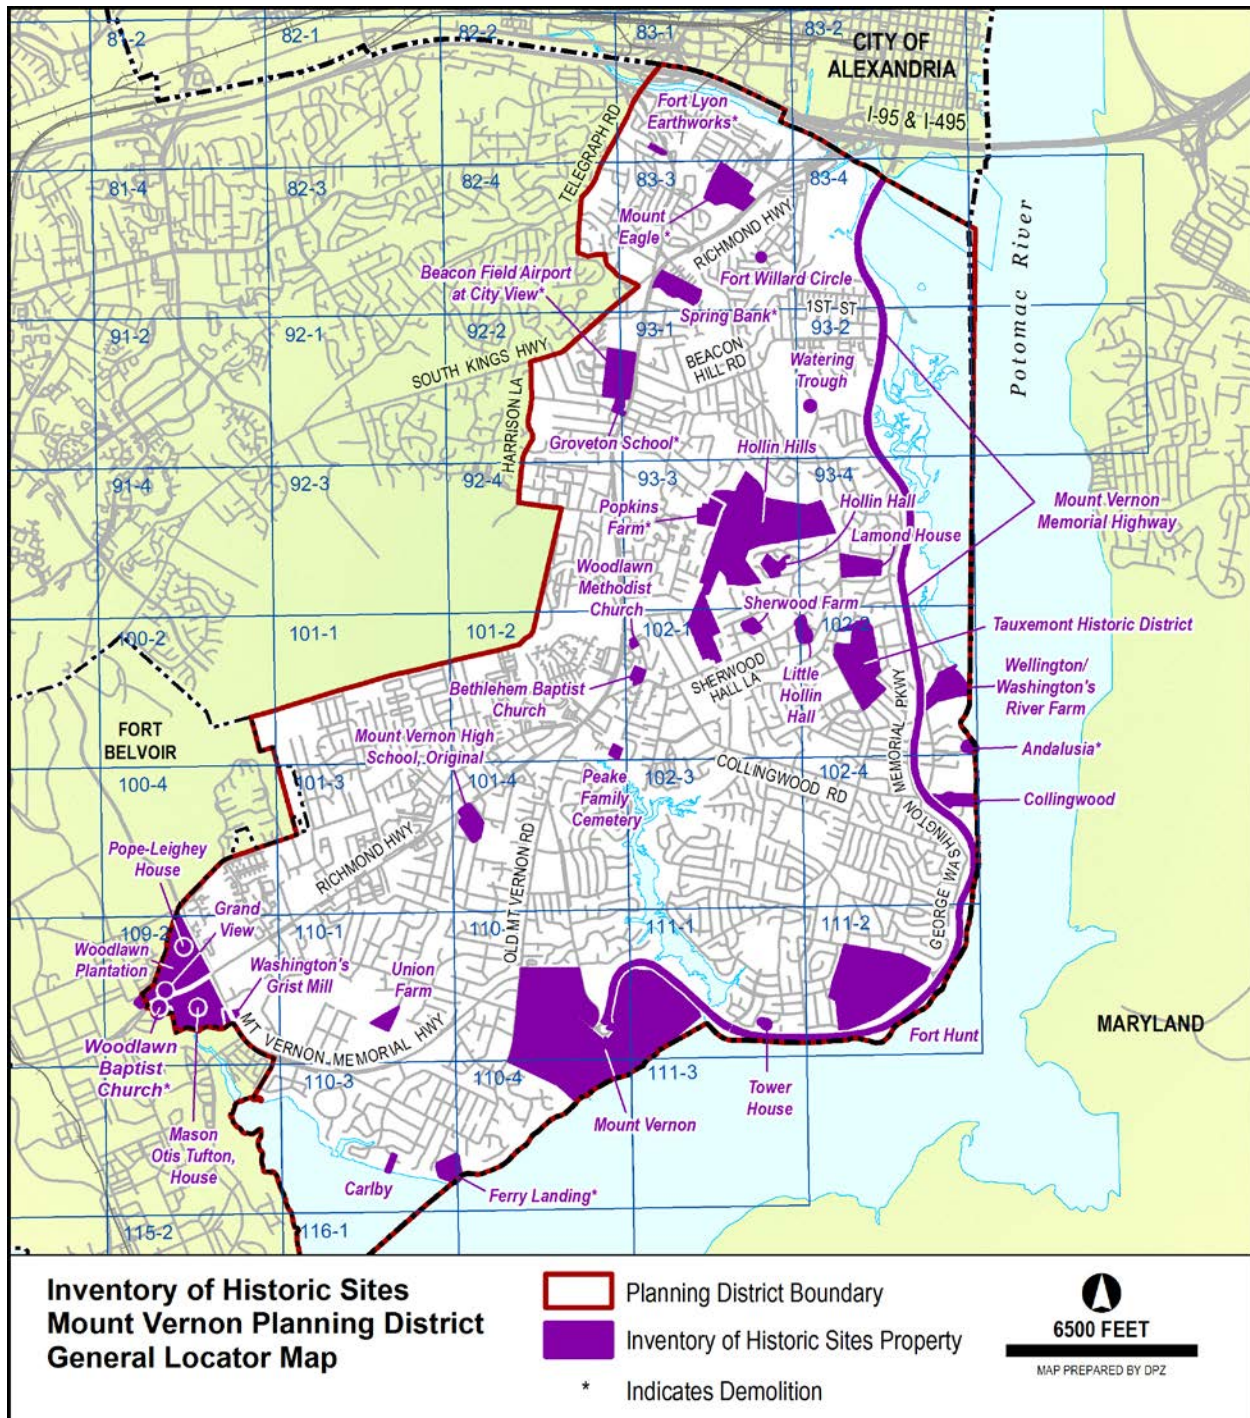 81-2
82-1
82-2
83-1
83-2
CITY OF
ALEXANDRIA
I-95 & I-495
Fort Lyon
Earthworks*
TELEGRAPH RD
81-4
82-3
82-4
83-3
83-4
Mount
Eagle *
RICHMOND HWY
Potomac River
Beacon Field Airport
at City View*
Fort Willard Circle
Spring Bank*
1ST ST
91-2
92-1
92-2
93-1
93-2
SOUTH KINGS HWY
BEACON
HILL RD
Watering
Trough
HARRISON LA
Groveton School*
Hollin Hills
91-4
92-3
92-4
93-3
93-4
Popkins
Farm*
Hollin Hall
Lamond House
Mount Vernon
Memorial Highway
Woodlawn
Methodist
Church
Sherwood Farm
100-2
101-1
101-2
102-1
Tauxemont Historic District
SHERWOOD
HALL LA
Little
Hollin
Hall
Wellington/
Washington's
River Farm
Bethlehem Baptist
Church
MEMORIAL PKWY
FORT
BELVOIR
Mount Vernon High
School, Original
Andalusia*
100-4
101-3
101-4
102-3
102-4
Peake
Family
Cemetery
COLLINGWOOD RD
Collingwood
GEORGE WASHINGTON
Pope-Leighey
House
RICHMOND HWY
OLD MT VERNON RD
Grand
View
109-2
110-1
110-
111-1
111-2
Woodlawn
Plantation
Washington's
Grist Mill
Union
Farm
MT VERNON MEMORIAL HWY
Woodlawn
Baptist
Church*
Fort Hunt
MARYLAND
110-3
110-4
111-3
Tower
House
Mount Vernon
Mason
Otis Tufton,
House
Carlby
Ferry Landing*
115-2
116-1
Inventory of Historic Sites
Mount Vernon Planning District
General Locator Map
Planning District Boundary
Inventory of Historic Sites Property
* Indicates Demolition
6500 FEET
MAP PREPARED BY DPZ